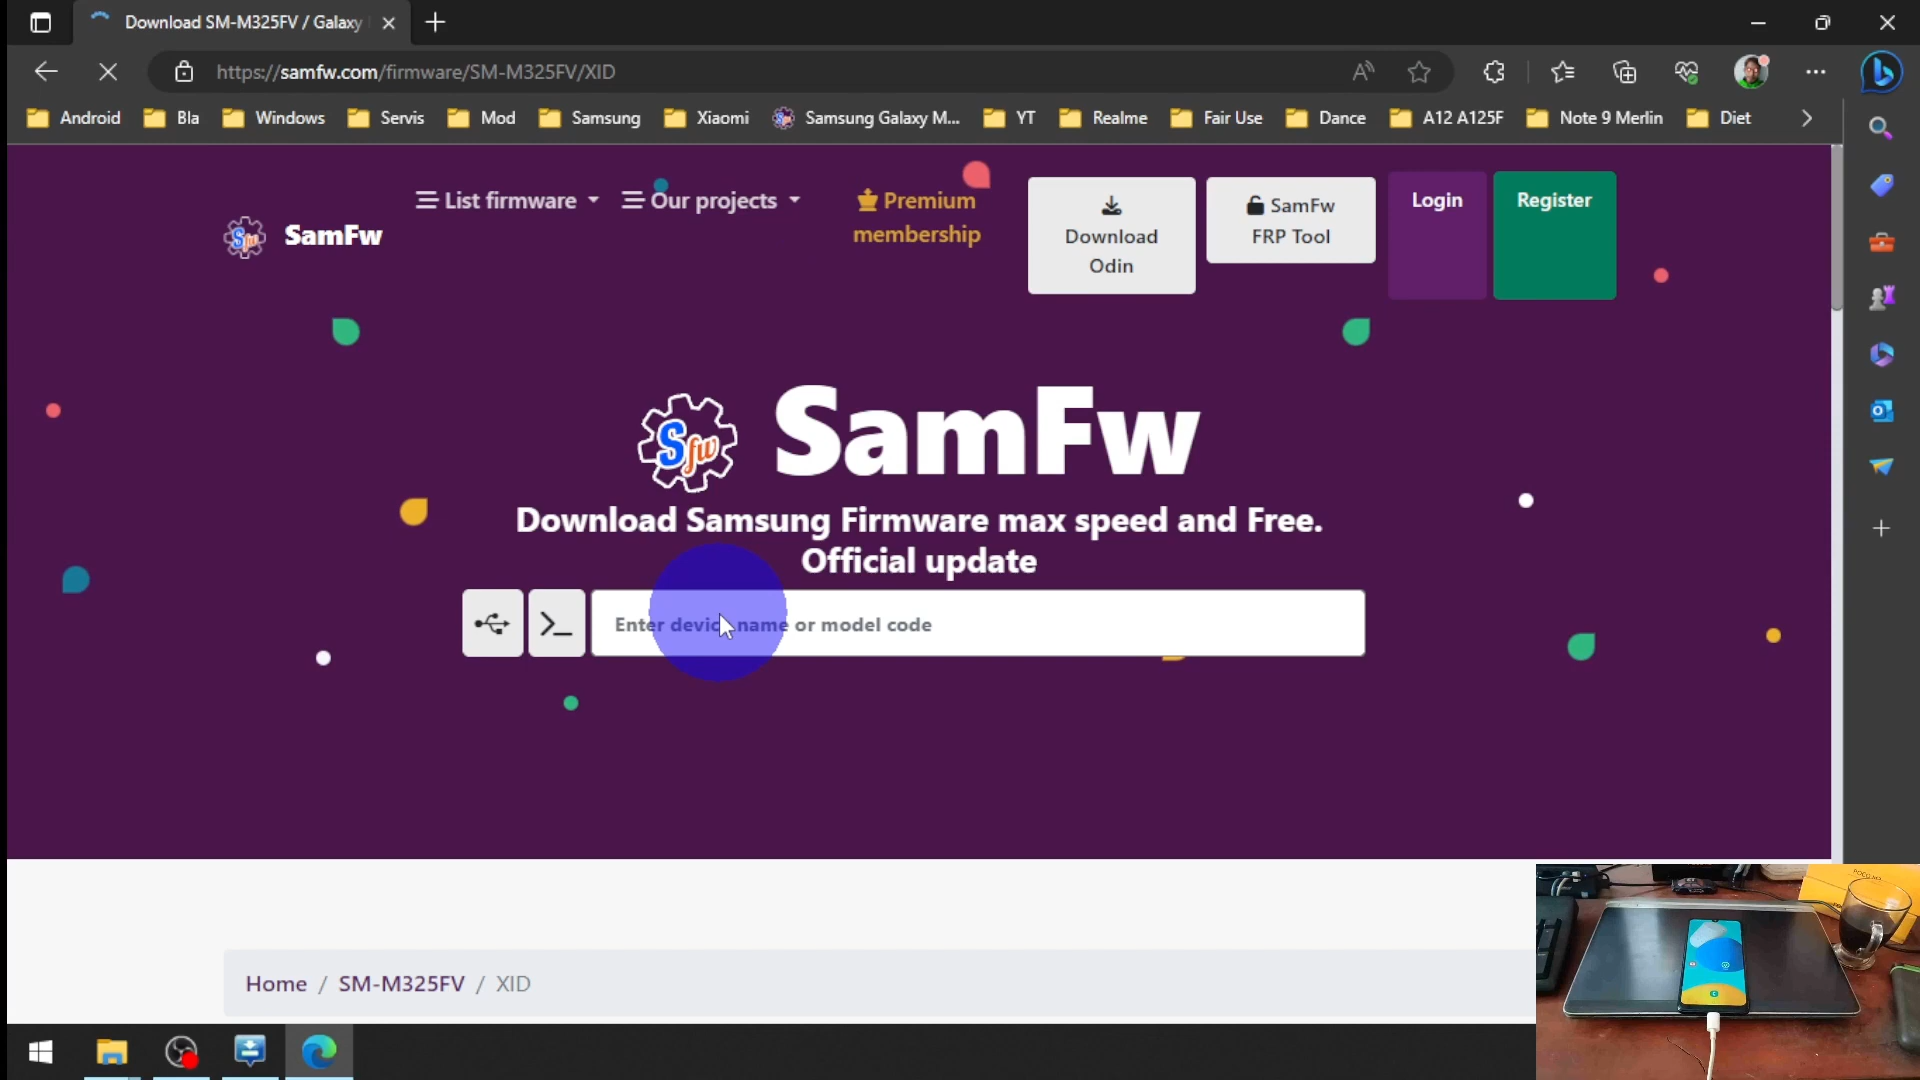 Download SM-M325FV / Galaxy
https://samfw.com/firmware/SM-M325FV/XID
Android
Bla
Windows
Servis
Mod
Samsung
Xiaomi
Samsung Galaxy M...
YT
Realme
Fair Use
Dance
A12 A125F
Note 9 Merlin
Diet
Sfw SamFw
List firmware
Our projects
Premium
membership
Download
Odin
SamFw
FRP Tool
Login
Register
Sfw SamFw
Download Samsung Firmware max speed and Free.
Official update
Enter device name or model code
Home / SM-M325FV / XID